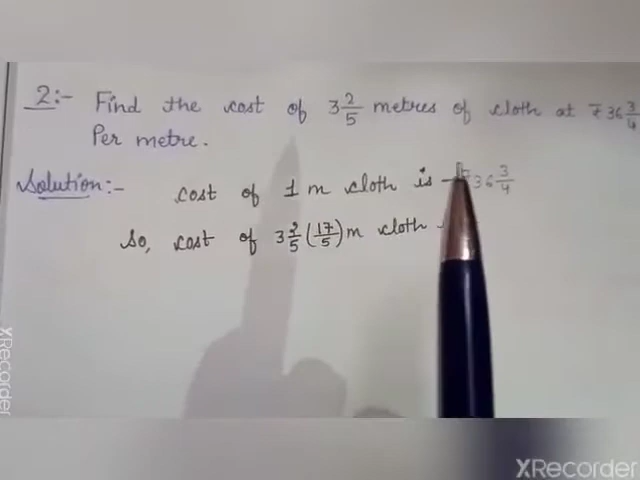 2:- Find the cost of 3 2/5 metres of cloth at ₹36 3/4
Per metre.
Solution:- cost of 1 m cloth is - ₹36 3/4
So, cost of 3 2/5 (17/5) m cloth
XRecorder
XRecorder